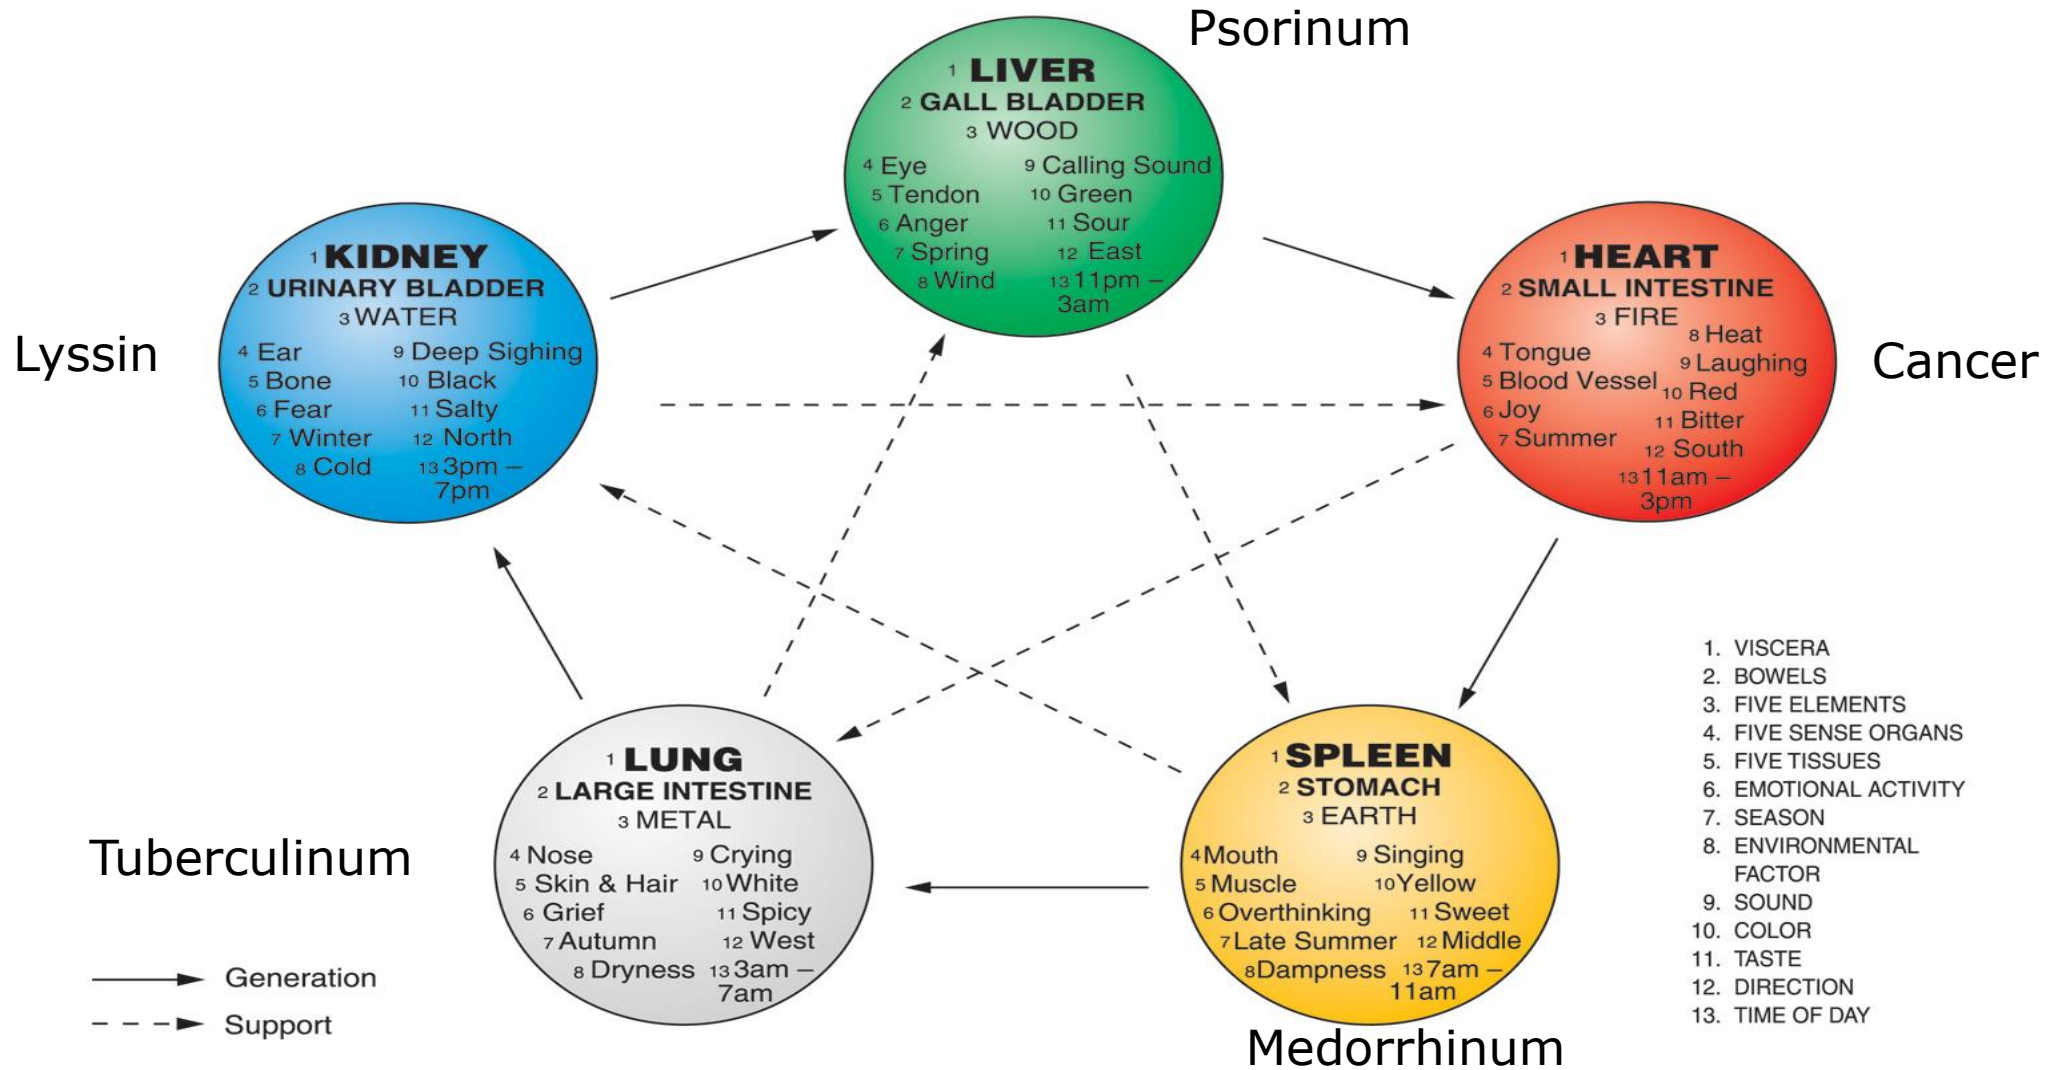 Psorinum
1 LIVER
2 GALL BLADDER
3 WOOD
4 Eye
5 Tendon
6 Anger
7 Spring
8 Wind
9 Calling Sound
10 Green
11 Sour
12 East
13 11pm –
3am
Lyssin
1 KIDNEY
2 URINARY BLADDER
3 WATER
4 Ear
5 Bone
6 Fear
7 Winter
8 Cold
9 Deep Sighing
10 Black
11 Salty
12 North
13 3pm –
7pm
1 HEART
2 SMALL INTESTINE
3 FIRE
4 Tongue
5 Blood Vessel
6 Joy
7 Summer
8 Heat
9 Laughing
10 Red
11 Bitter
12 South
13 11am –
3pm
Cancer
Tuberculinum
1 LUNG
2 LARGE INTESTINE
3 METAL
4 Nose
5 Skin & Hair
6 Grief
7 Autumn
8 Dryness
9 Crying
10 White
11 Spicy
12 West
13 3am –
7am
1 SPLEEN
2 STOMACH
3 EARTH
4 Mouth
5 Muscle
6 Overthinking
7 Late Summer
8 Dampness
9 Singing
10 Yellow
11 Sweet
12 Middle
13 7am –
11am
Medorrhinum
Generation
Support
1. VISCERA
2. BOWELS
3. FIVE ELEMENTS
4. FIVE SENSE ORGANS
5. FIVE TISSUES
6. EMOTIONAL ACTIVITY
7. SEASON
8. ENVIRONMENTAL
FACTOR
9. SOUND
10. COLOR
11. TASTE
12. DIRECTION
13. TIME OF DAY